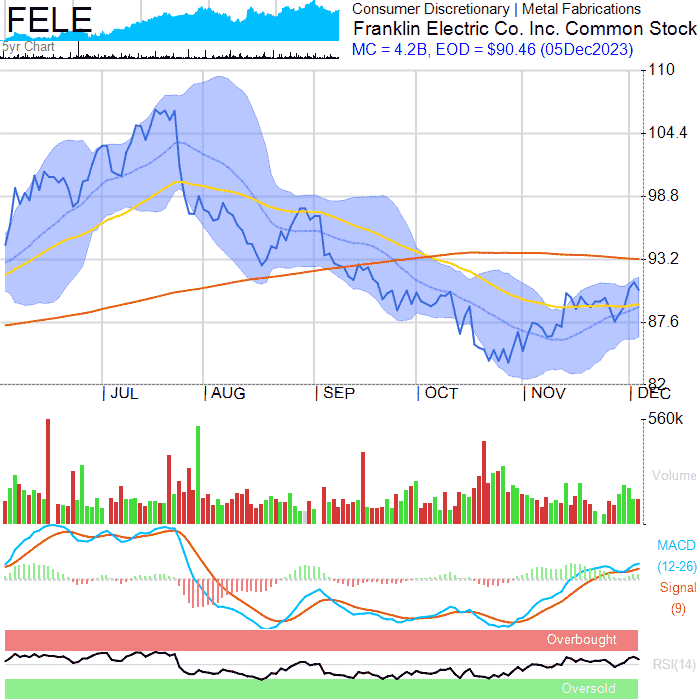 FELE
5yr Chart
Consumer Discretionary | Metal Fabrications
Franklin Electric Co. Inc. Common Stock
MC = 4.2B, EOD = $90.46 (05Dec2023)
110
104.4
98.8
93.2
87.6
82
JUL
AUG
SEP
OCT
NOV
DEC
560k
Volume
MACD
(12-26)
Signal
(9)
Overbought
RSI(14)
Oversold